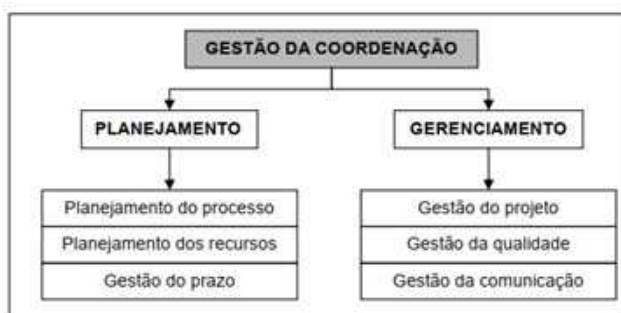 GESTÃO DA COORDENAÇÃO
PLANEJAMENTO
GERENCIAMENTO
Planejamento do processo
Planejamento dos recursos
Gestão do prazo
Gestão do projeto
Gestão da qualidade
Gestão da comunicação